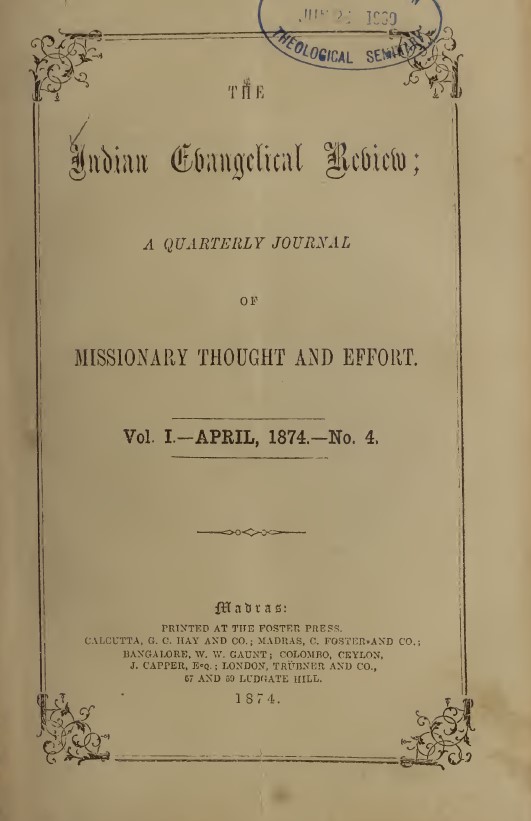 THEOLOGICAL SEMINARY
THE
Indian Evangelical Review;
A QUARTERLY JOURNAL
OF
MISSIONARY THOUGHT AND EFFORT.
Vol. I.—APRIL, 1874.—No. 4.
Madras:
PRINTED AT THE FOSTER PRESS.
CALCUTTA, G. C. HAY AND CO.; MADRAS, C. FOSTER AND CO.;
BANGALORE, W. W. GAUNT; COLOMBO, CEYLON,
J. CAPPER, ESQ.; LONDON, TRÜBNER AND CO.,
57 AND 59 LUDGATE HILL.
1874.